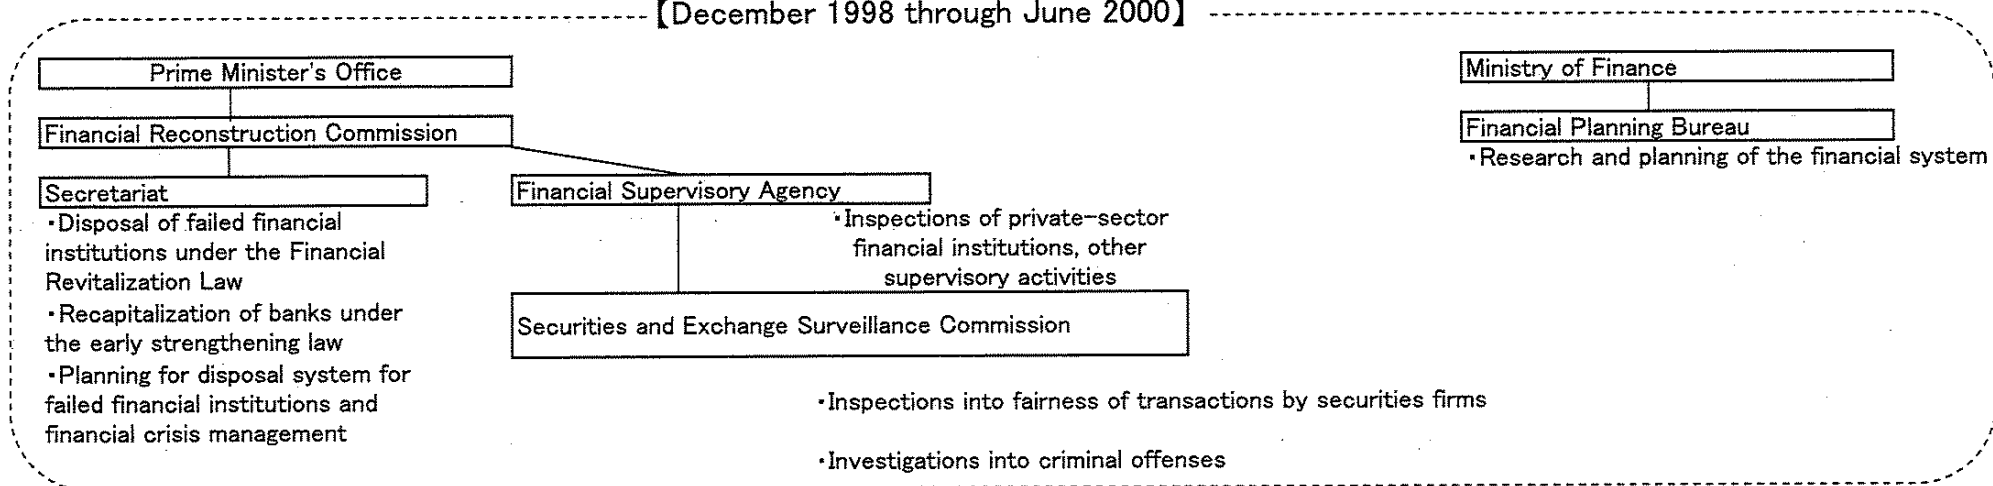 【December 1998 through June 2000】
Prime Minister's Office
Financial Reconstruction Commission
Secretariat
・Disposal of failed financial
institutions under the Financial
Revitalization Law
・Recapitalization of banks under
the early strengthening law
・Planning for disposal system for
failed financial institutions and
financial crisis management
Financial Supervisory Agency
・Inspections of private-sector
financial institutions, other
supervisory activities
Securities and Exchange Surveillance Commission
・Inspections into fairness of transactions by securities firms
・Investigations into criminal offenses
Ministry of Finance
Financial Planning Bureau
・Research and planning of the financial system